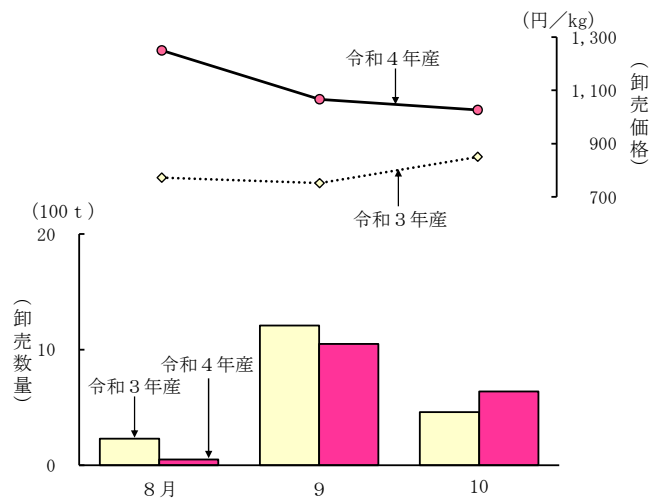 (円／kg)
1,300
令和４年産
1,100
（卸売価格）
900
700
(100ｔ)
令和３年産
20
（卸売数量）
10
令和３年産
令和４年産
0
８月
９
10